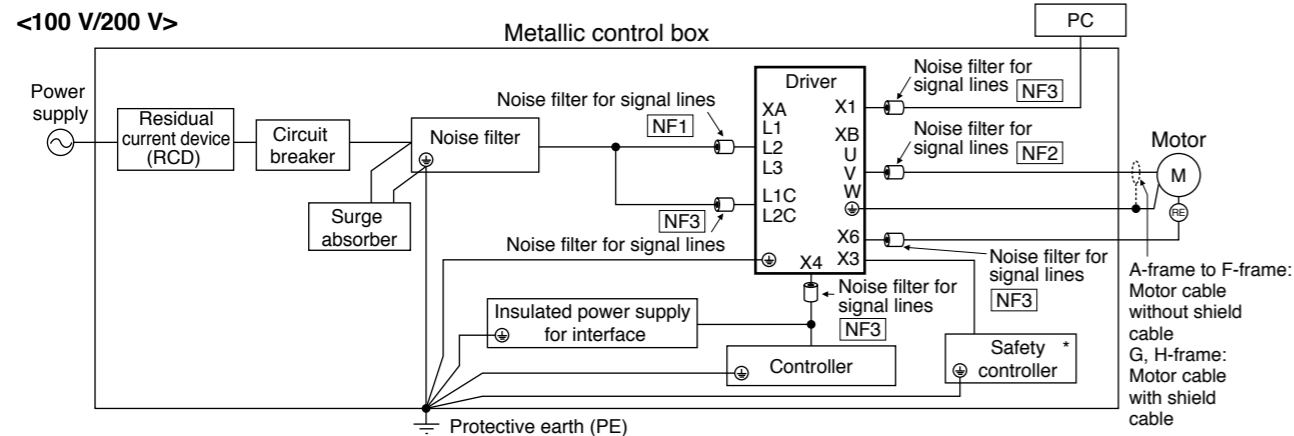 <100 V/200 V>
Metallic control box
PC
Power
supply
Residual
current device
(RCD)
Circuit
breaker
Surge
absorber
Noise filter
Noise filter for signal lines
NF1
NF3
Noise filter for signal lines
Driver
XA
L1
L2
L3
L1C
L2C
X1
XB
U
V
W
X6
X3
X4
Noise filter for
signal lines NF3
Noise filter for
signal lines NF2
Motor
M
RE
Noise filter for
signal lines
NF3
Noise filter for
signal lines
NF3
A-frame to F-frame:
Motor cable
without shield
cable
G, H-frame:
Motor cable
with shield
cable
Insulated power supply
for interface
Controller
Safety *
controller
Protective earth (PE)